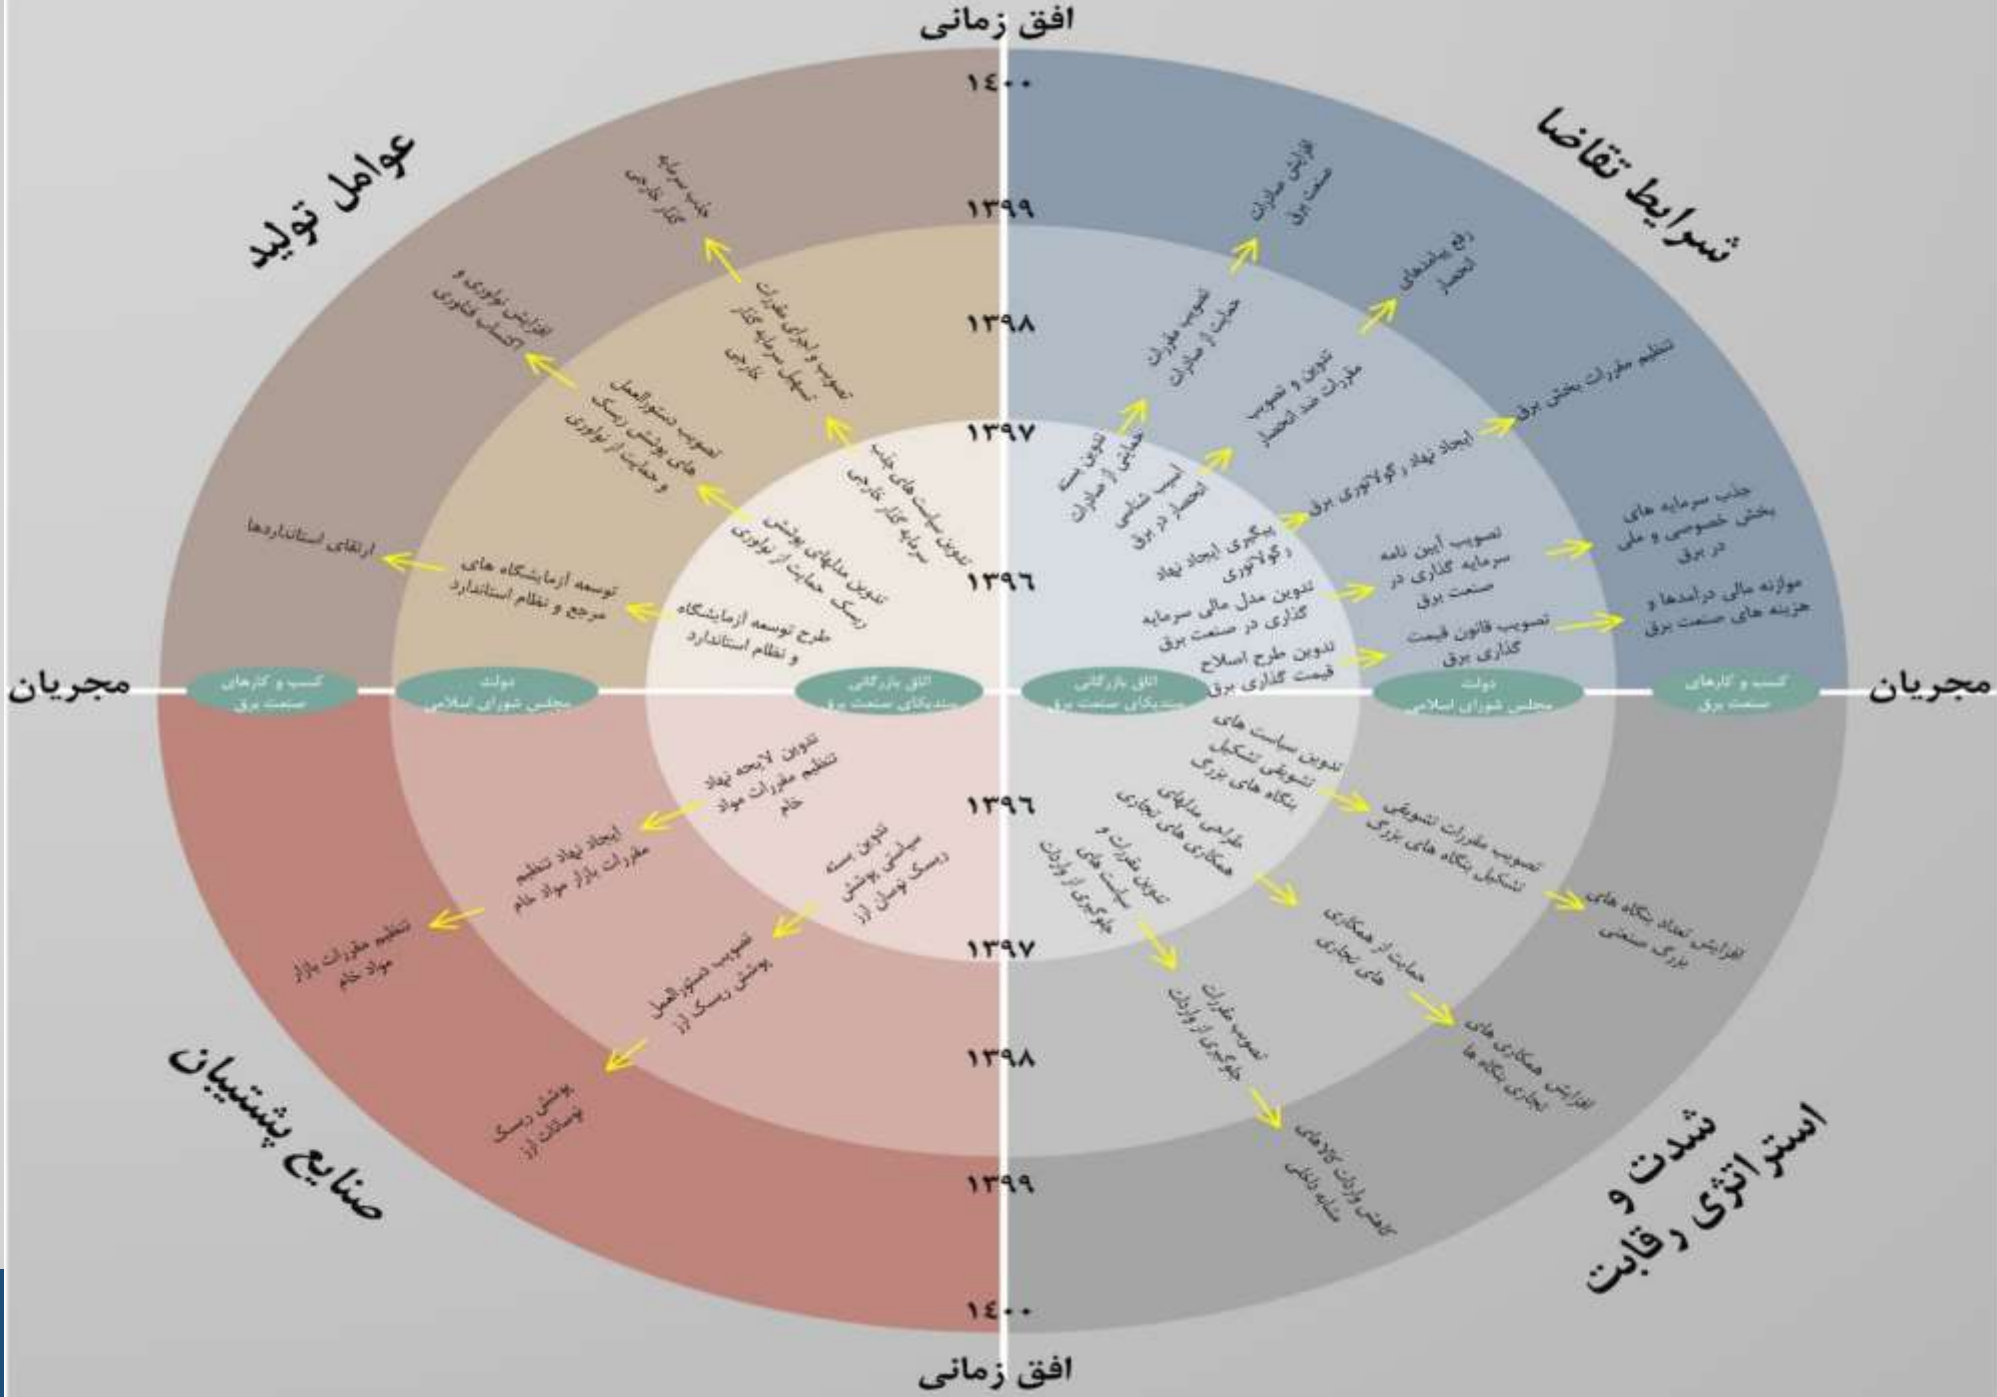 افق زمانی
۱٤۰۰
۱۳۹۹
۱۳۹۸
۱۳۹۷
۱۳۹٦
شرایط تقاضا
افزایش صادرات
صنعت برق
تصویب مقررات
حمایت از صادرات
تدوین بسته
حمایتی از صادرات
رفع پیامدهای
انحصار
تدوین و تصویب
مقررات ضد انحصار
آسیب شناسی
انحصار در برق
تنظیم مقررات بخش برق
ایجاد نهاد رگولاتوری برق
پیگیری ایجاد نهاد
رگولاتوری
جذب سرمایه های
بخش خصوصی و ملی
در برق
تصویب آیین نامه
سرمایه گذاری در
صنعت برق
تدوین مدل مالی سرمایه
گذاری در صنعت برق
موازنه مالی درآمدها و
هزینه های صنعت برق
تصویب قانون قیمت
گذاری برق
تدوین طرح اصلاح
قیمت گذاری برق
عوامل تولید
جذب سرمایه
گذار خارجی
تصویب و اجرای مقررات
تسهیل سرمایه گذار
خارجی
تدوین سیاست های جذب
سرمایه گذار خارجی
افزایش نوآوری و
اکتساب فناوری
تصویب دستورالعمل
های پوشش ریسک
و حمایت از نوآوری
تدوین مدلهای پوشش
ریسک حمایت از نوآوری
ارتقای استانداردها
توسعه آزمایشگاه های
مرجع و نظام استاندارد
طرح توسعه آزمایشگاه
و نظام استاندارد
مجریان
کسب و کارهای
صنعت برق
دولت
مجلس شورای اسلامی
اتاق بازرگانی
سندیکای صنعت برق
اتاق بازرگانی
سندیکای صنعت برق
دولت
مجلس شورای اسلامی
کسب و کارهای
صنعت برق
مجریان
تدوین سیاست های
تشویقی تشکیل
بنگاه های بزرگ
تصویب مقررات تشویقی
تشکیل بنگاه های بزرگ
افزایش تعداد بنگاه های
بزرگ صنعتی
طراحی مدلهای
همکاری های تجاری
حمایت از همکاری
های تجاری
افزایش همکاری های
تجاری بنگاه ها
تدوین مقررات و
سیاست های
جلوگیری از واردات
تصویب مقررات
جلوگیری از واردات
کاهش واردات کالاهای
مشابه داخلی
شدت و
استراتژی رقابت
تدوین لایحه نهاد
تنظیم مقررات مواد
خام
ایجاد نهاد تنظیم
مقررات بازار مواد خام
تنظیم مقررات بازار
مواد خام
تدوین بسته
سیاستی پوشش
ریسک نوسان ارز
تصویب دستورالعمل
پوشش ریسک ارز
پوشش ریسک
نوسانات ارز
صنایع پشتیبان
۱۳۹٦
۱۳۹۷
۱۳۹۸
۱۳۹۹
۱٤۰۰
افق زمانی